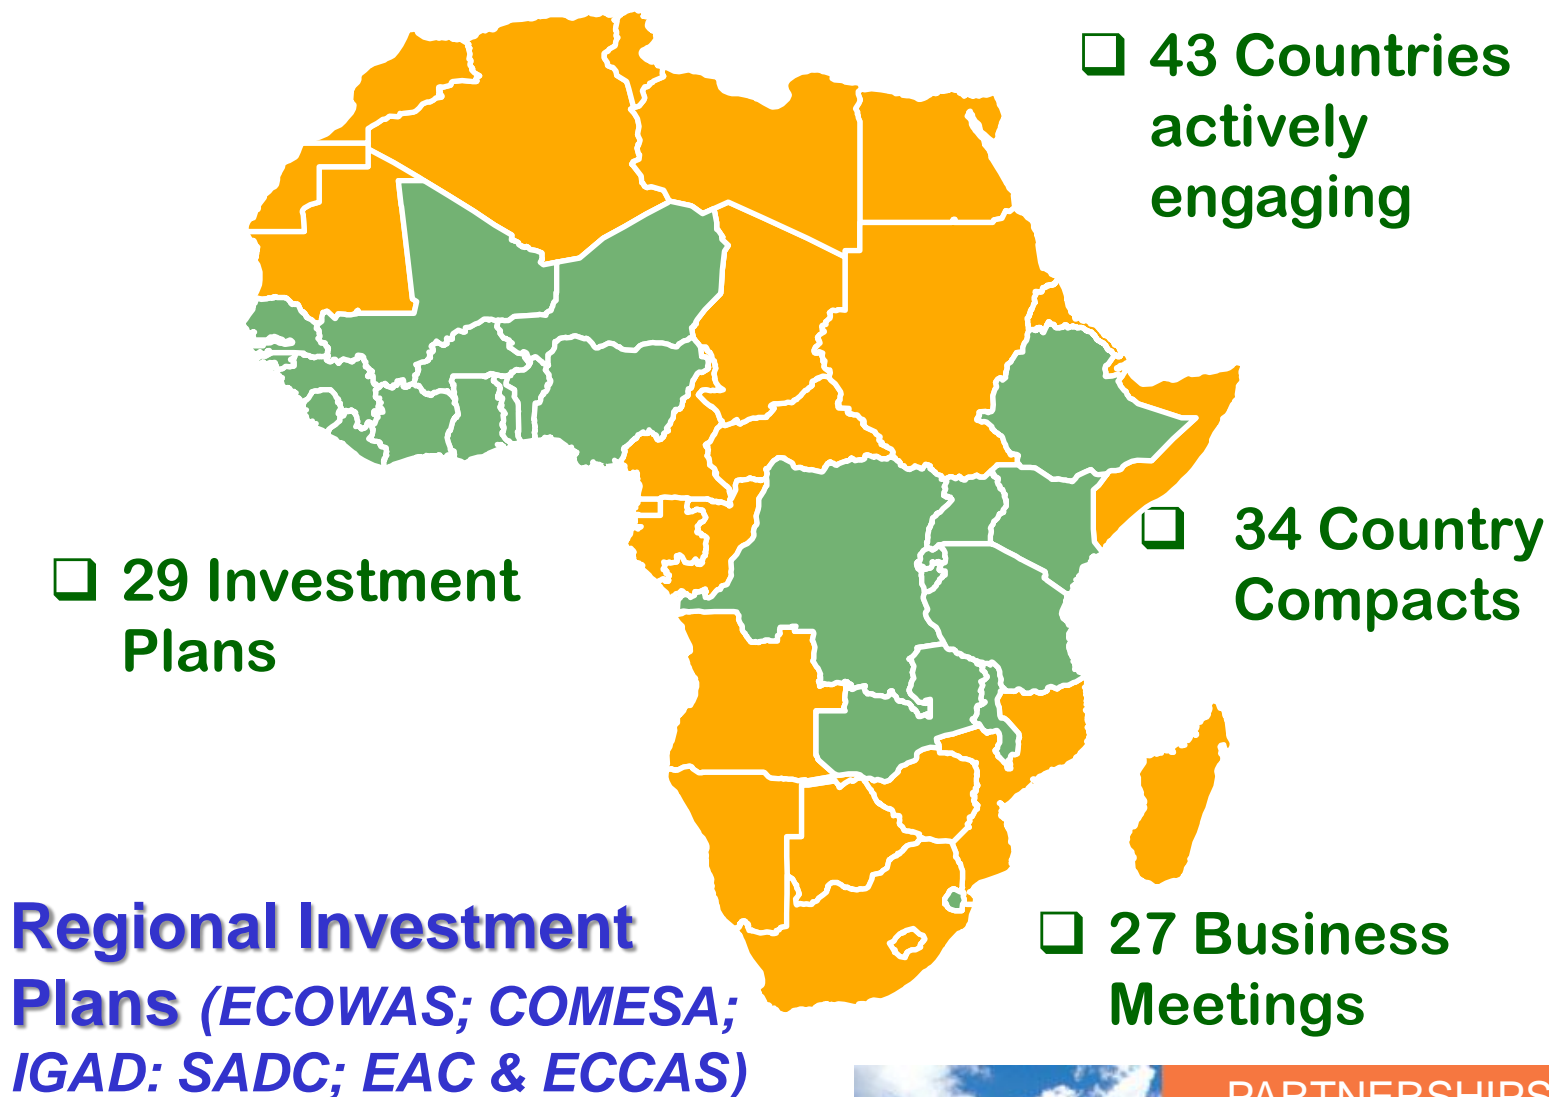 ❑ 43 Countries
actively
engaging
❑ 34 Country
Compacts
❑ 29 Investment
Plans
❑ 27 Business
Meetings
Regional Investment
Plans (ECOWAS; COMESA;
IGAD: SADC; EAC & ECCAS)
PARTNERSHIPS